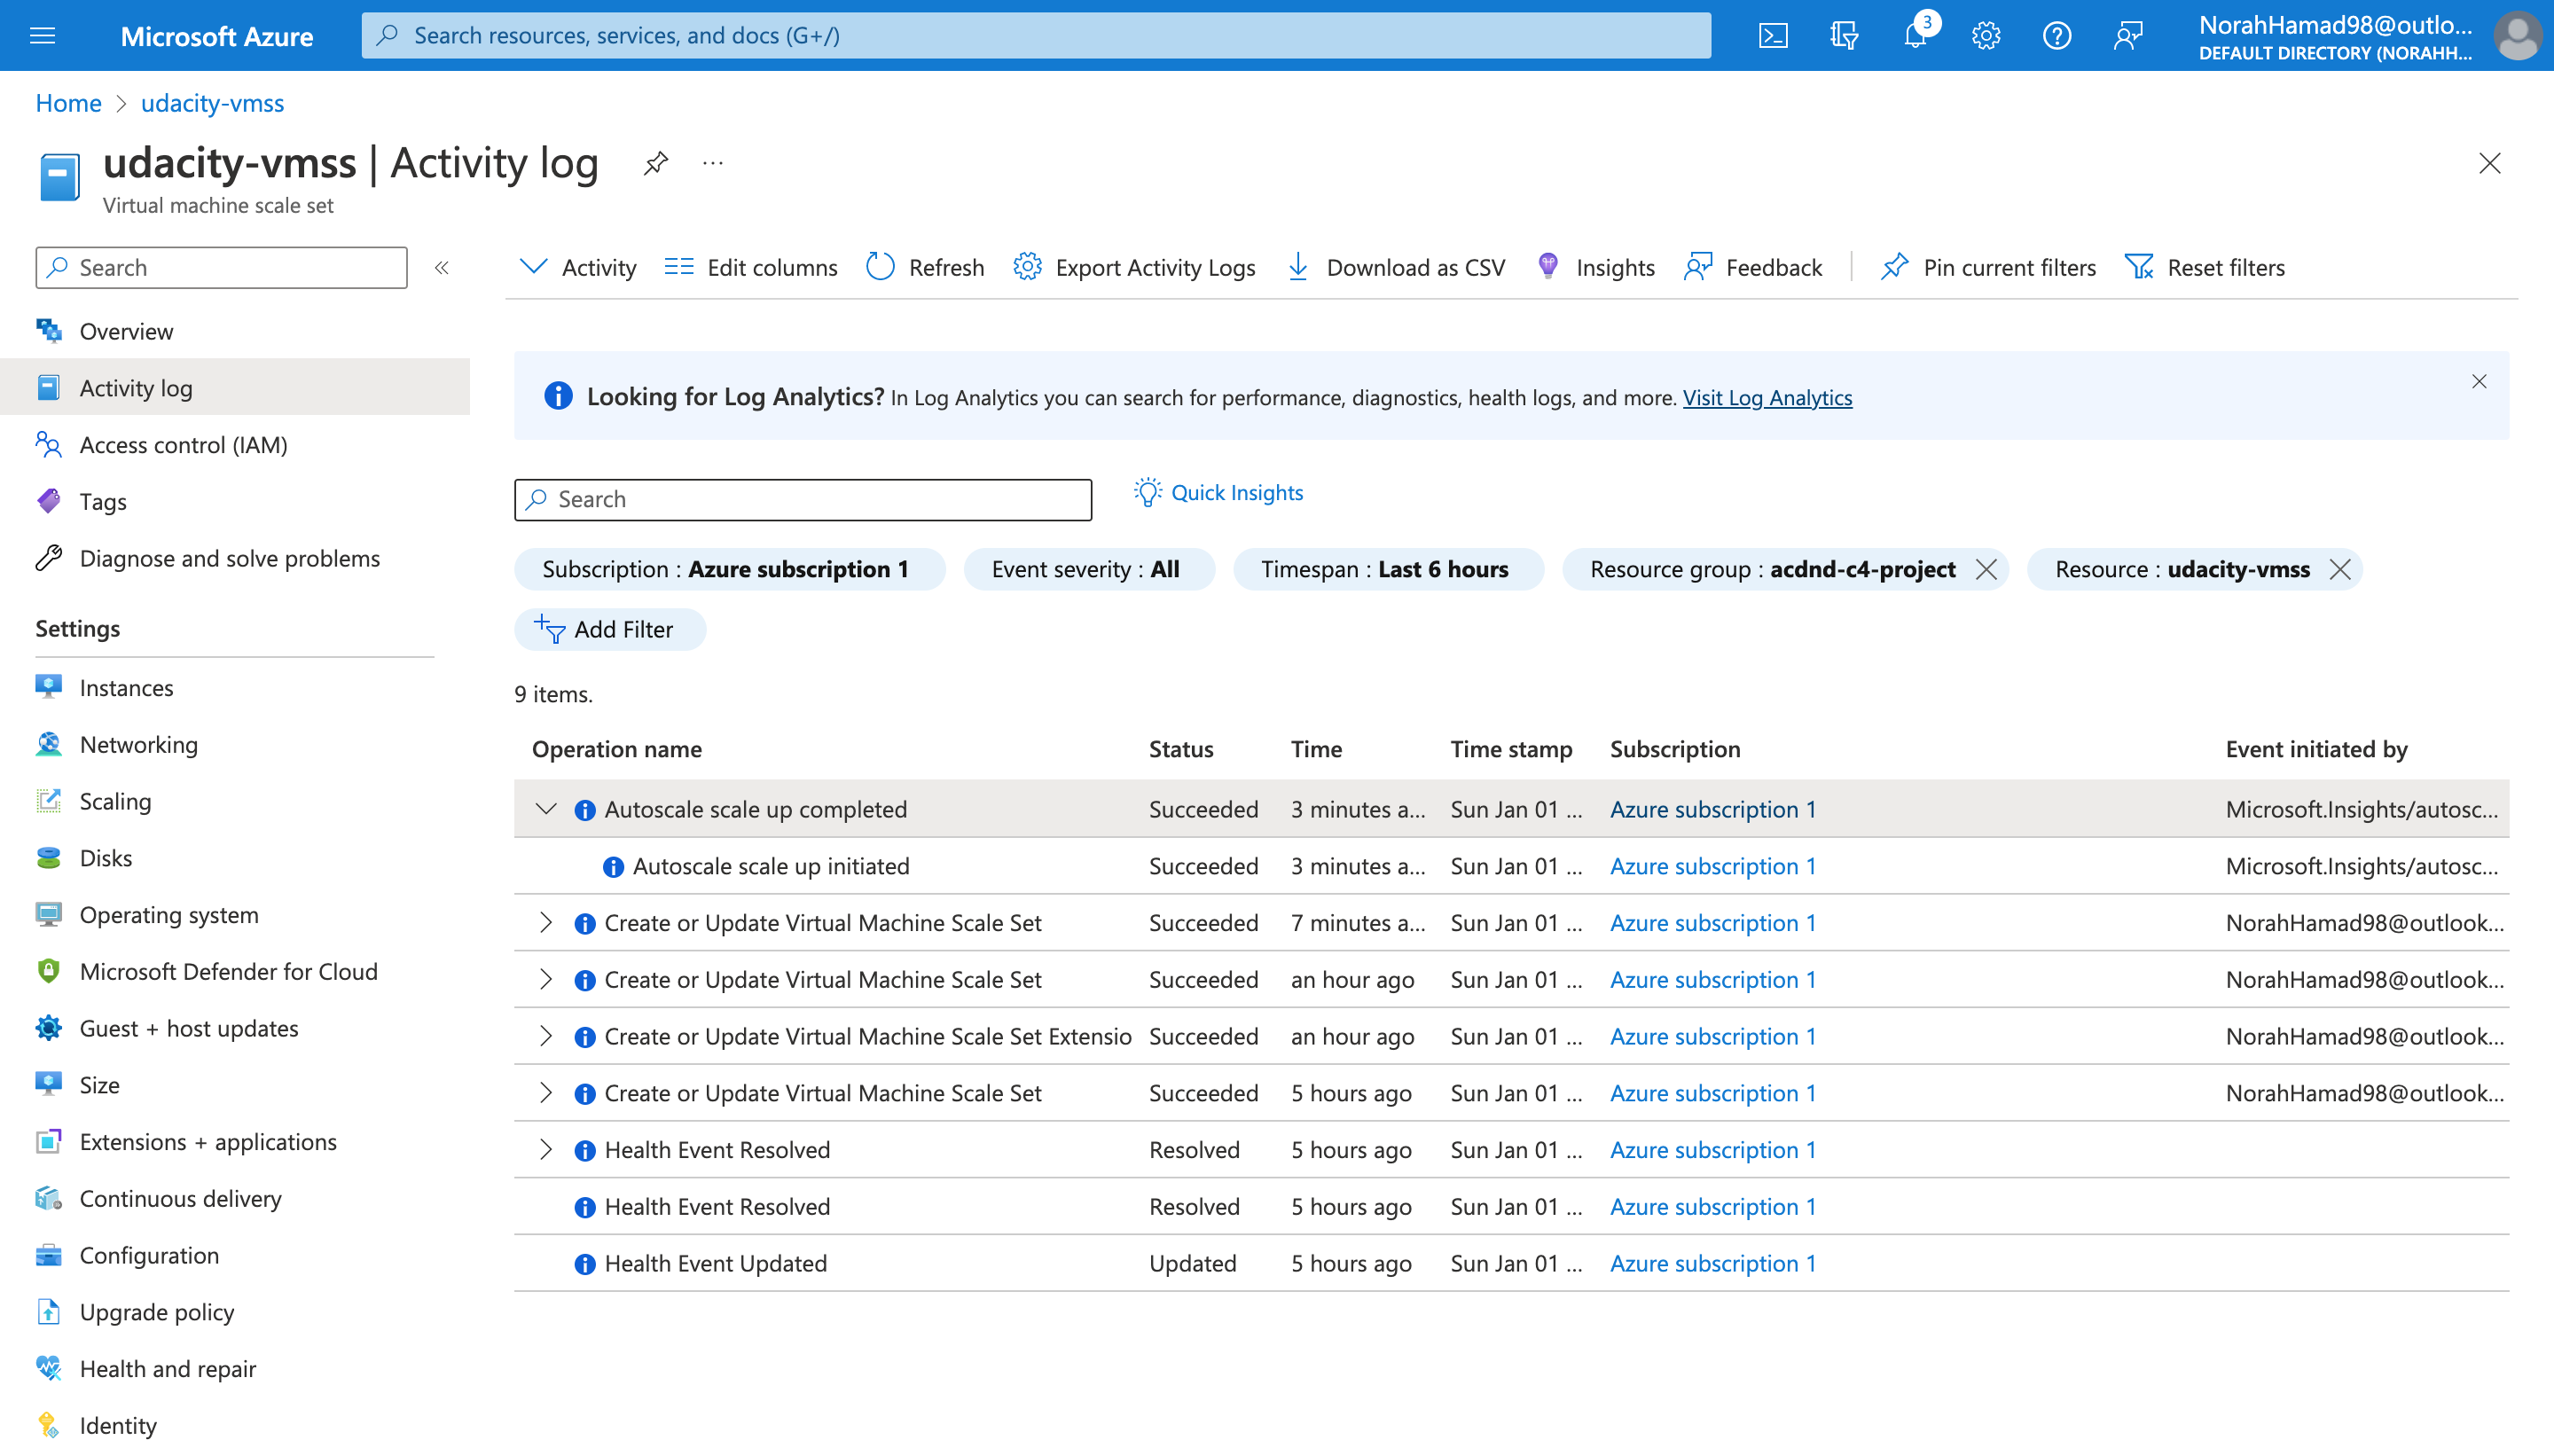 Microsoft Azure
Search resources, services, and docs (G+/)
3
NorahHamad98@outlo...
DEFAULT DIRECTORY (NORAHH...
Home > udacity-vmss
udacity-vmss | Activity log
...
Virtual machine scale set
Search
«
Activity
Edit columns
Refresh
Export Activity Logs
Download as CSV
Insights
Feedback
Pin current filters
Reset filters
Overview
Activity log
Access control (IAM)
Tags
Diagnose and solve problems
Settings
Instances
Networking
Scaling
Disks
Operating system
Microsoft Defender for Cloud
Guest + host updates
Size
Extensions + applications
Continuous delivery
Configuration
Upgrade policy
Health and repair
Identity
Looking for Log Analytics? In Log Analytics you can search for performance, diagnostics, health logs, and more. Visit Log Analytics
Search
Quick Insights
Subscription : Azure subscription 1
Event severity : All
Timespan : Last 6 hours
Resource group : acdnd-c4-project
Resource : udacity-vmss
Add Filter
9 items.
Operation name Status Time Time stamp Subscription Event initiated by
Autoscale scale up completed Succeeded 3 minutes a... Sun Jan 01 ... Azure subscription 1 Microsoft.Insights/autosc...
Autoscale scale up initiated Succeeded 3 minutes a... Sun Jan 01 ... Azure subscription 1 Microsoft.Insights/autosc...
Create or Update Virtual Machine Scale Set Succeeded 7 minutes a... Sun Jan 01 ... Azure subscription 1 NorahHamad98@outlook...
Create or Update Virtual Machine Scale Set Succeeded an hour ago Sun Jan 01 ... Azure subscription 1 NorahHamad98@outlook...
Create or Update Virtual Machine Scale Set Extensio Succeeded an hour ago Sun Jan 01 ... Azure subscription 1 NorahHamad98@outlook...
Create or Update Virtual Machine Scale Set Succeeded 5 hours ago Sun Jan 01 ... Azure subscription 1 NorahHamad98@outlook...
Health Event Resolved Resolved 5 hours ago Sun Jan 01 ... Azure subscription 1
Health Event Resolved Resolved 5 hours ago Sun Jan 01 ... Azure subscription 1
Health Event Updated Updated 5 hours ago Sun Jan 01 ... Azure subscription 1